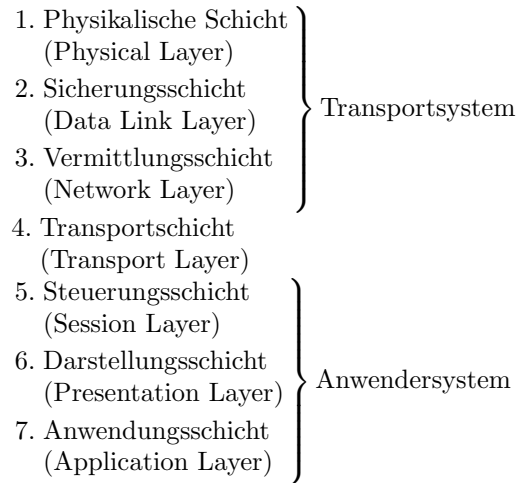 1. Physikalische Schicht
(Physical Layer)
2. Sicherungsschicht
(Data Link Layer)
3. Vermittlungsschicht
(Network Layer)
Transportsystem
4. Transportschicht
(Transport Layer)
5. Steuerungsschicht
(Session Layer)
6. Darstellungsschicht
(Presentation Layer)
7. Anwendungsschicht
(Application Layer)
Anwendersystem